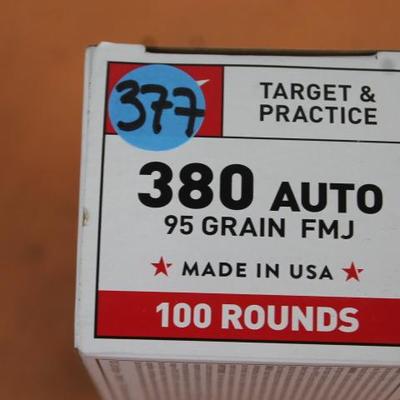 377
TARGET &
PRACTICE
380 AUTO
95 GRAIN FMJ
★ MADE IN USA ★
100 ROUNDS